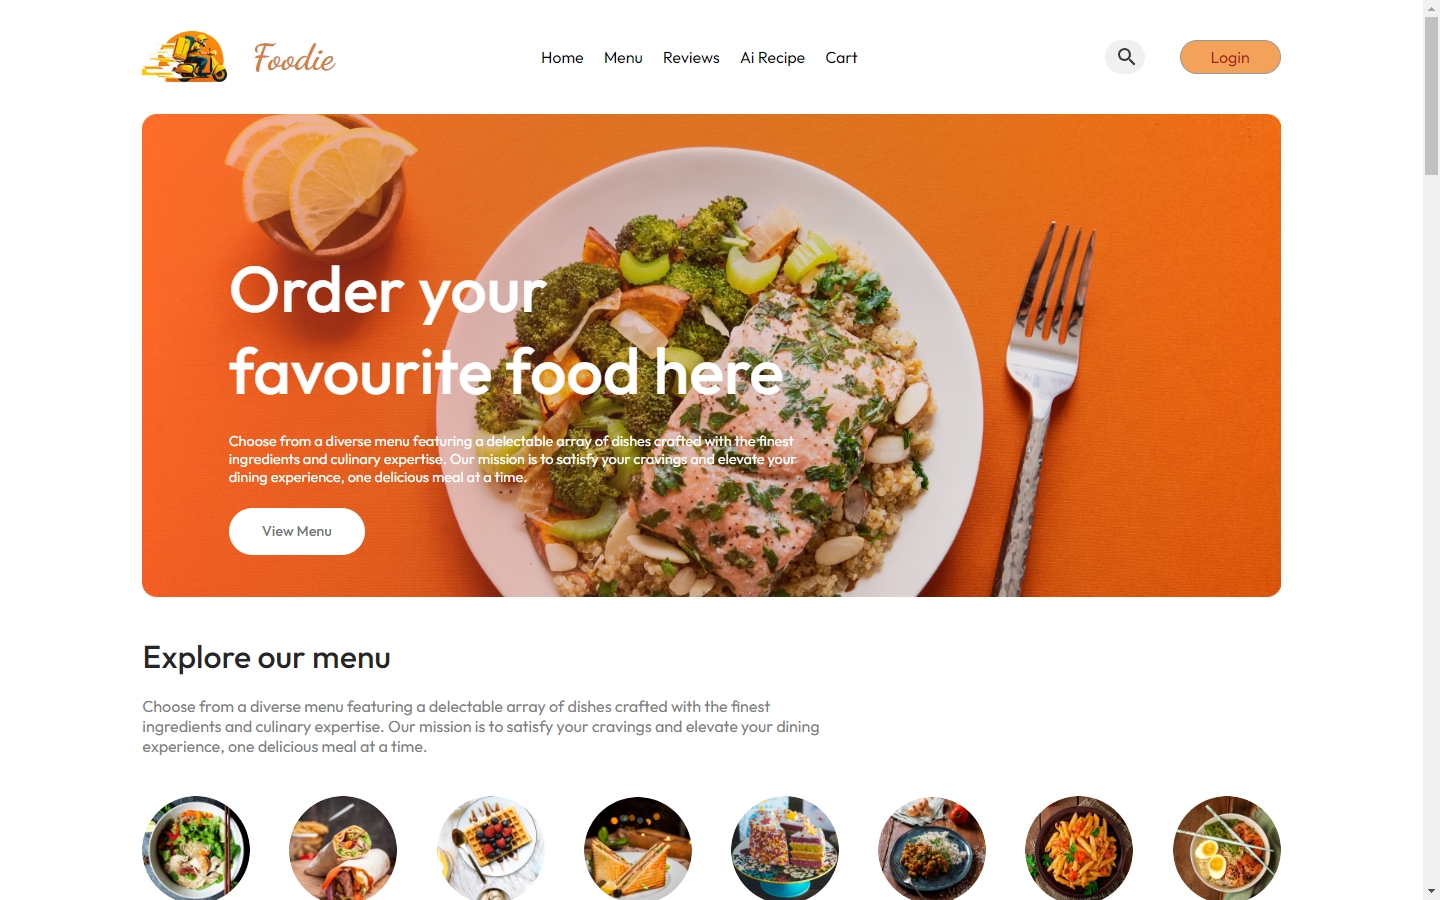 Foodie
Home
Menu
Reviews
Ai Recipe
Cart
Login
Order your
favourite food here
Choose from a diverse menu featuring a delectable array of dishes crafted with the finest
ingredients and culinary expertise. Our mission is to satisfy your cravings and elevate your
dining experience, one delicious meal at a time.
View Menu
Explore our menu
Choose from a diverse menu featuring a delectable array of dishes crafted with the finest
ingredients and culinary expertise. Our mission is to satisfy your cravings and elevate your dining
experience, one delicious meal at a time.